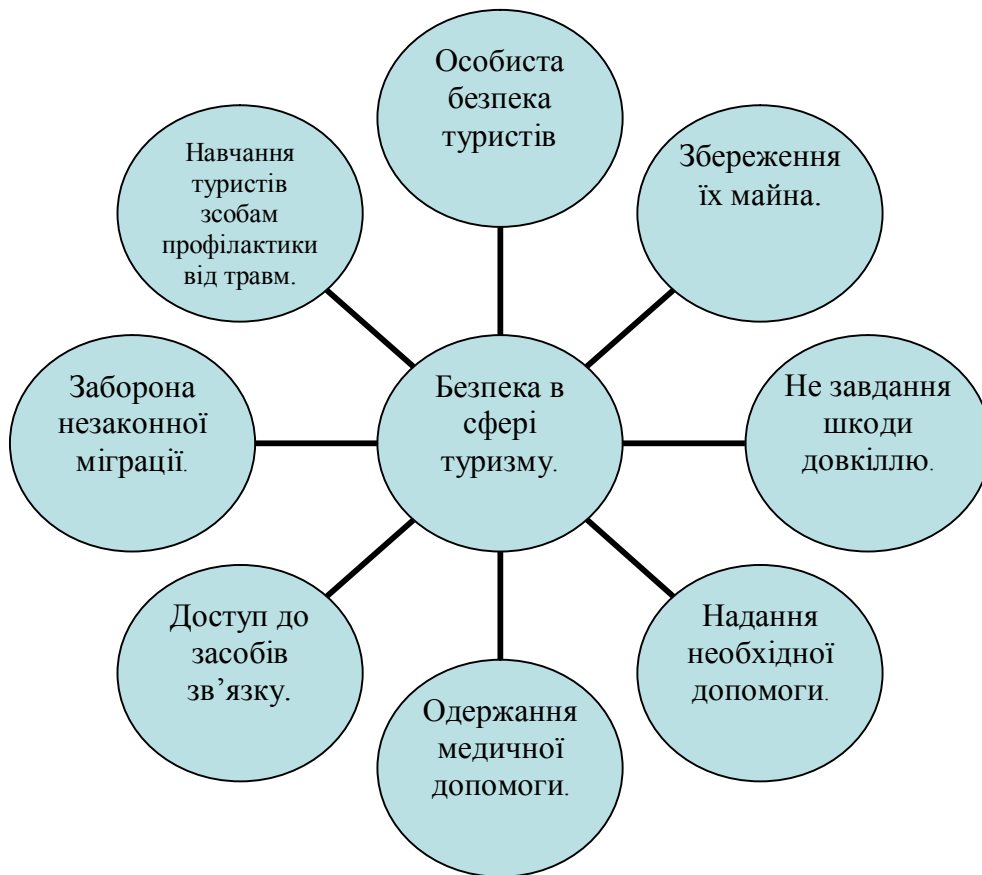 Особиста
безпека
туристів
Збереження
їх майна.
Не завдання
шкоди
довкіллю.
Надання
необхідної
допомоги.
Одержання
медичної
допомоги.
Доступ до
засобів
зв’язку.
Заборона
незаконної
міграції.
Навчання
туристів
зсобам
профілактики
від травм.
Безпека в
сфері
туризму.